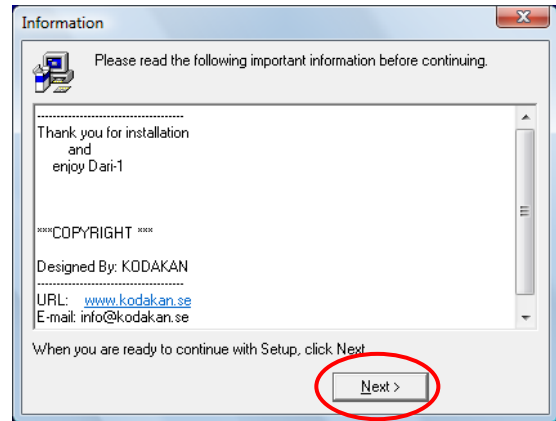 Information
Please read the following important information before continuing.
------------------------------------
Thank you for installation
and
enjoy Dari-1
***COPYRIGHT ***
Designed By: KODAKAN
------------------------------------
URL: www.kodakan.se
E-mail: info@kodakan.se
When you are ready to continue with Setup, click Next
Next >